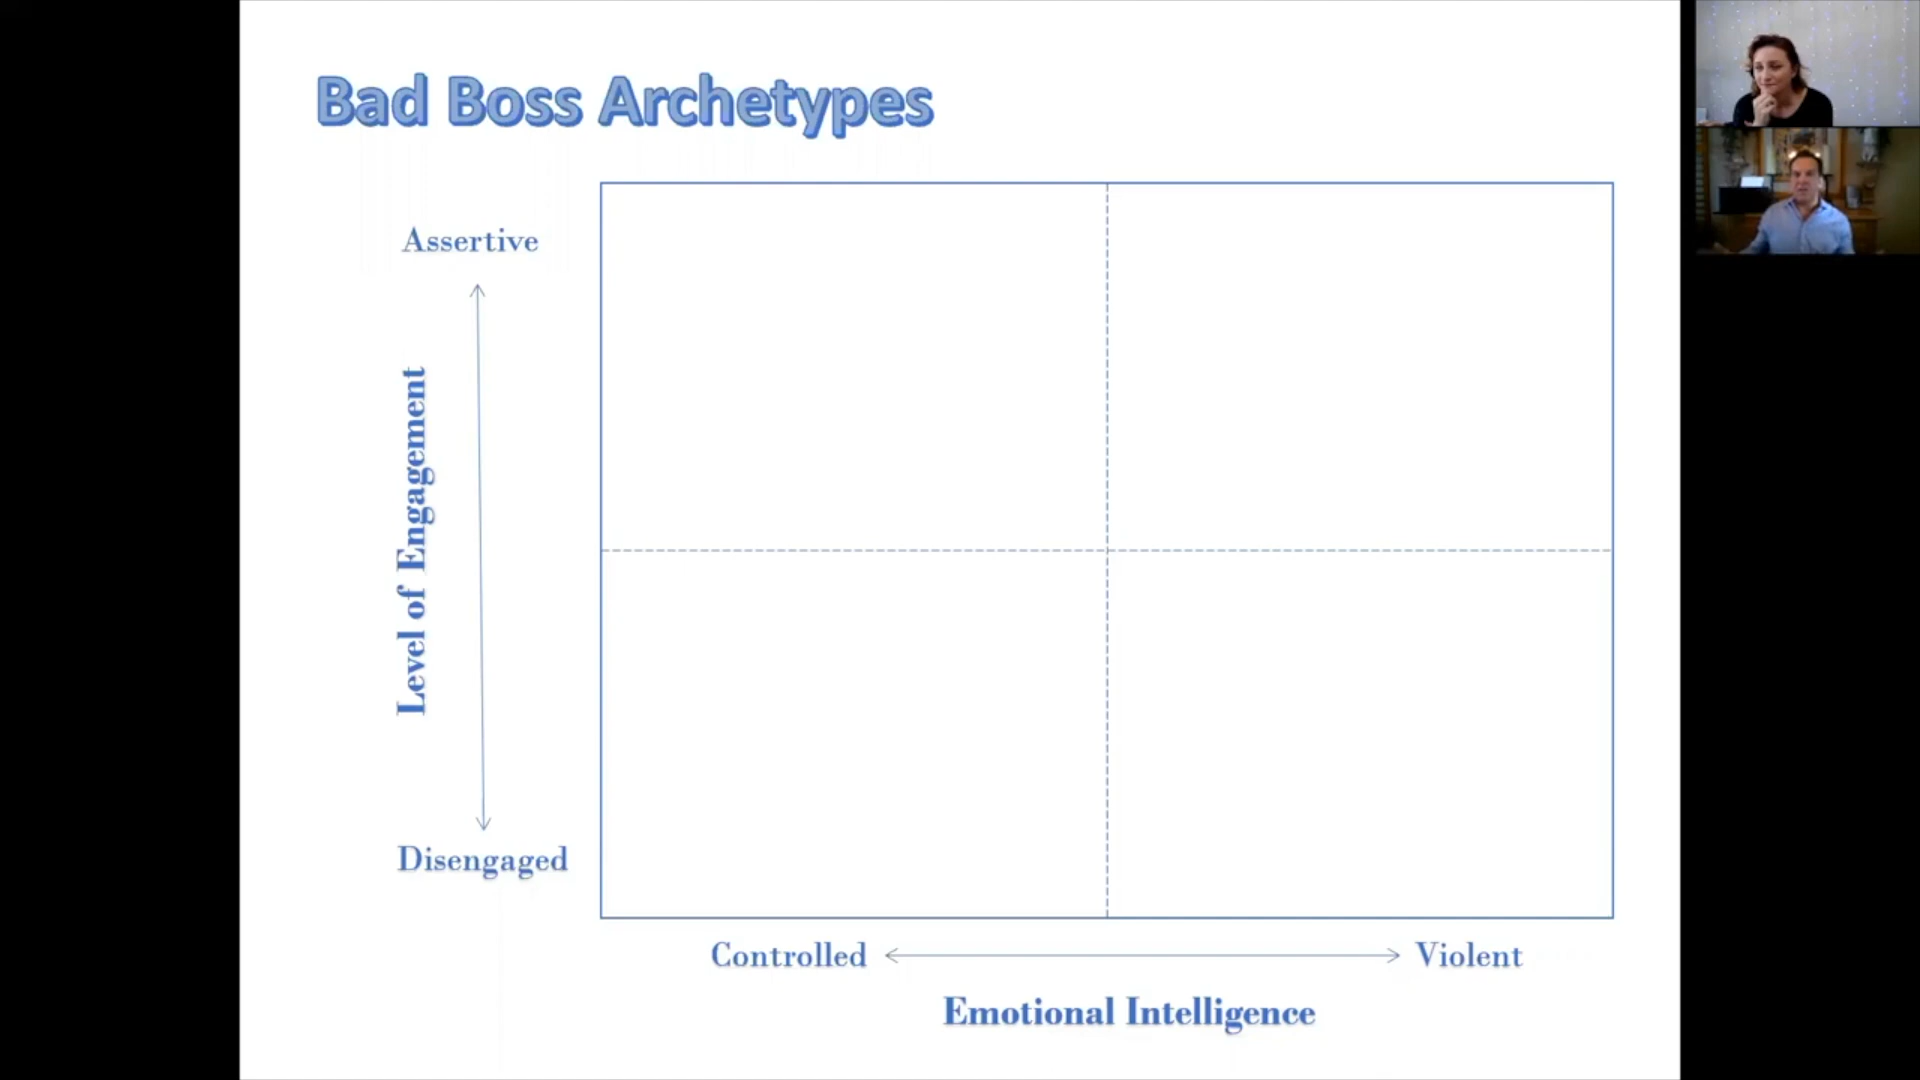 Bad Boss Archetypes
Assertive
Level of Engagement
Disengaged
Controlled
Violent
Emotional Intelligence